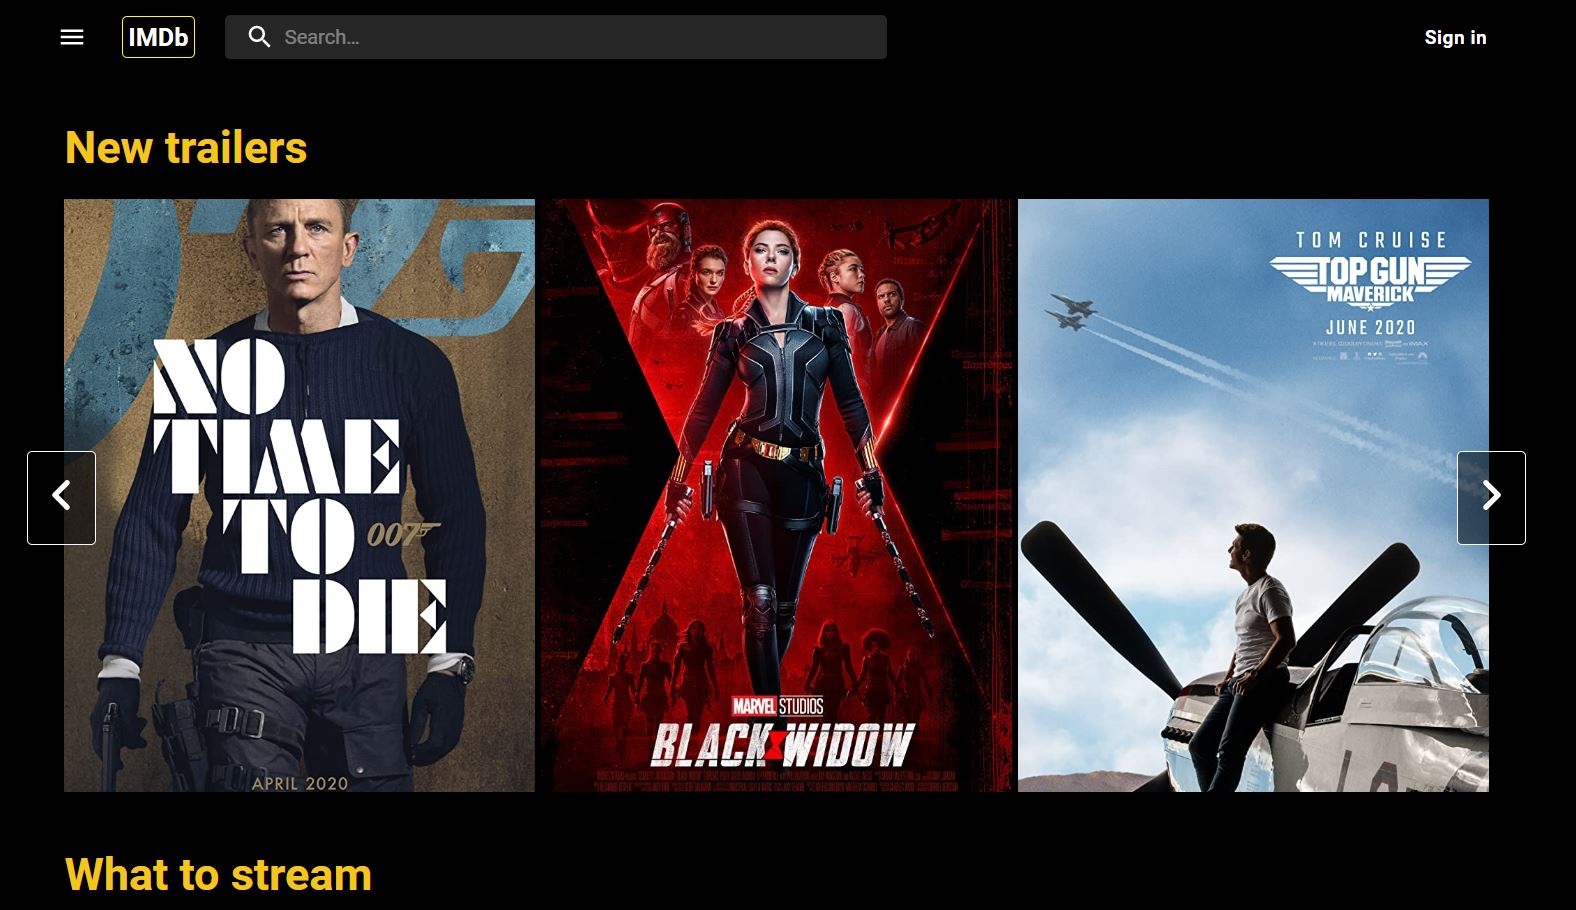 IMDb
Search...
Sign in
New trailers
NO
TIME
TO
007
DIE
APRIL 2020
MARVEL STUDIOS
BLACK WIDOW
TOM CRUISE
TOP GUN
MAVERICK
JUNE 2020
What to stream